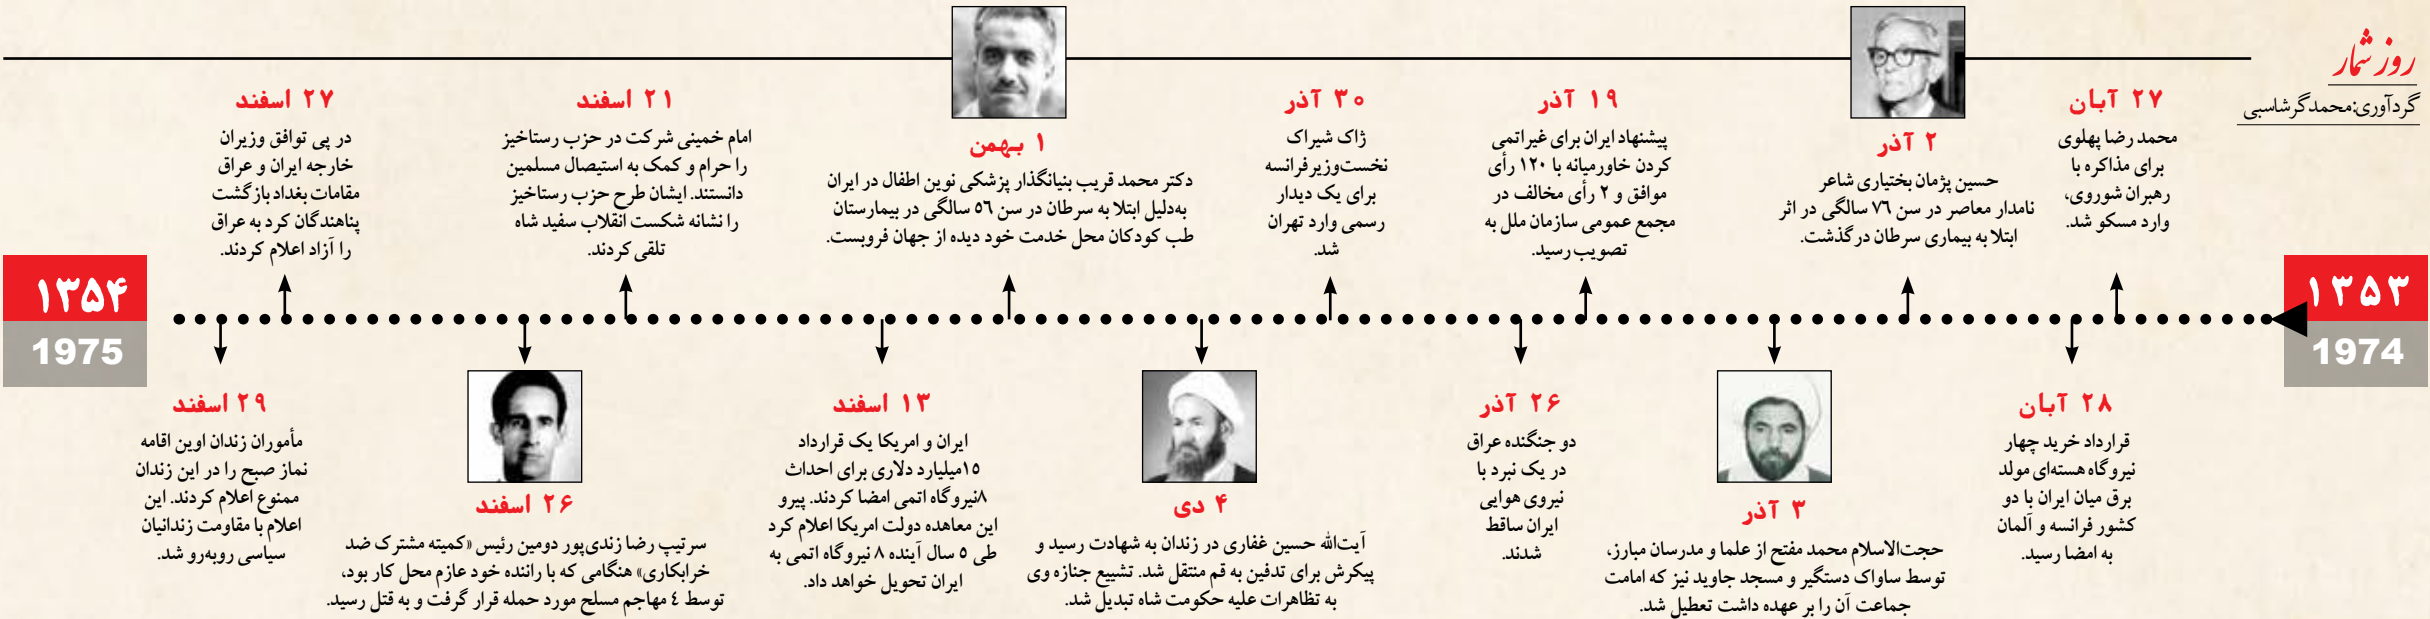 روز شمار
گردآوری:محمدگرشاسبی
۱۳۵۳
1974
۲۷ آبان
محمد رضا پهلوی
برای مذاکره با
رهبران شوروی،
وارد مسکو شد.
۲۸ آبان
قرارداد خرید چهار
نیروگاه هسته‌ای مولد
برق میان ایران با دو
کشور فرانسه و آلمان
به امضا رسید.
۲ آذر
حسین پژمان بختیاری شاعر
نامدار معاصر در سن ۷۶ سالگی در اثر
ابتلا به بیماری سرطان درگذشت.
۳ آذر
حجت‌الاسلام محمد مفتح از علما و مدرسان مبارز،
توسط ساواک دستگیر و مسجد جاوید نیز که امامت
جماعت آن را بر عهده داشت تعطیل شد.
۱۹ آذر
پیشنهاد ایران برای غیراتمی
کردن خاورمیانه با ۱۲۰ رأی
موافق و ۲ رأی مخالف در
مجمع عمومی سازمان ملل به
تصویب رسید.
۲۶ آذر
دو جنگنده عراق
در یک نبرد با
نیروی هوایی
ایران ساقط
شدند.
۳۰ آذر
ژاک شیراک
نخست‌وزیر فرانسه
برای یک دیدار
رسمی وارد تهران
شد.
۴ دی
آیت‌الله حسین غفاری در زندان به شهادت رسید و
پیکرش برای تدفین به قم منتقل شد. تشییع جنازه وی
به تظاهرات علیه حکومت شاه تبدیل شد.
۱ بهمن
دکتر محمد قریب بنیانگذار پزشکی نوین اطفال در ایران
به‌دلیل ابتلا به سرطان در سن ۵۶ سالگی در بیمارستان
طب کودکان محل خدمت خود دیده از جهان فروبست.
۱۳ اسفند
ایران و امریکا یک قرارداد
۱۵میلیارد دلاری برای احداث
۸نیروگاه اتمی امضا کردند. پیرو
این معاهده دولت امریکا اعلام کرد
طی ۵ سال آینده ۸ نیروگاه اتمی به
ایران تحویل خواهد داد.
۲۱ اسفند
امام خمینی شرکت در حزب رستاخیز
را حرام و کمک به استیصال مسلمین
دانستند. ایشان طرح حزب رستاخیز
را نشانه شکست انقلاب سفید شاه
تلقی کردند.
۲۶ اسفند
سرتیپ رضا زندی‌پور دومین رئیس «کمیته مشترک ضد
خرابکاری» هنگامی که با راننده خود عازم محل کار بود،
توسط ٤ مهاجم مسلح مورد حمله قرار گرفت و به قتل رسید.
۲۷ اسفند
در پی توافق وزیران
خارجه ایران و عراق
مقامات بغداد بازگشت
پناهندگان کرد به عراق
را آزاد اعلام کردند.
۲۹ اسفند
مأموران زندان اوین اقامه
نماز صبح را در این زندان
ممنوع اعلام کردند. این
اعلام با مقاومت زندانیان
سیاسی روبه‌رو شد.
۱۳۵۴
1975